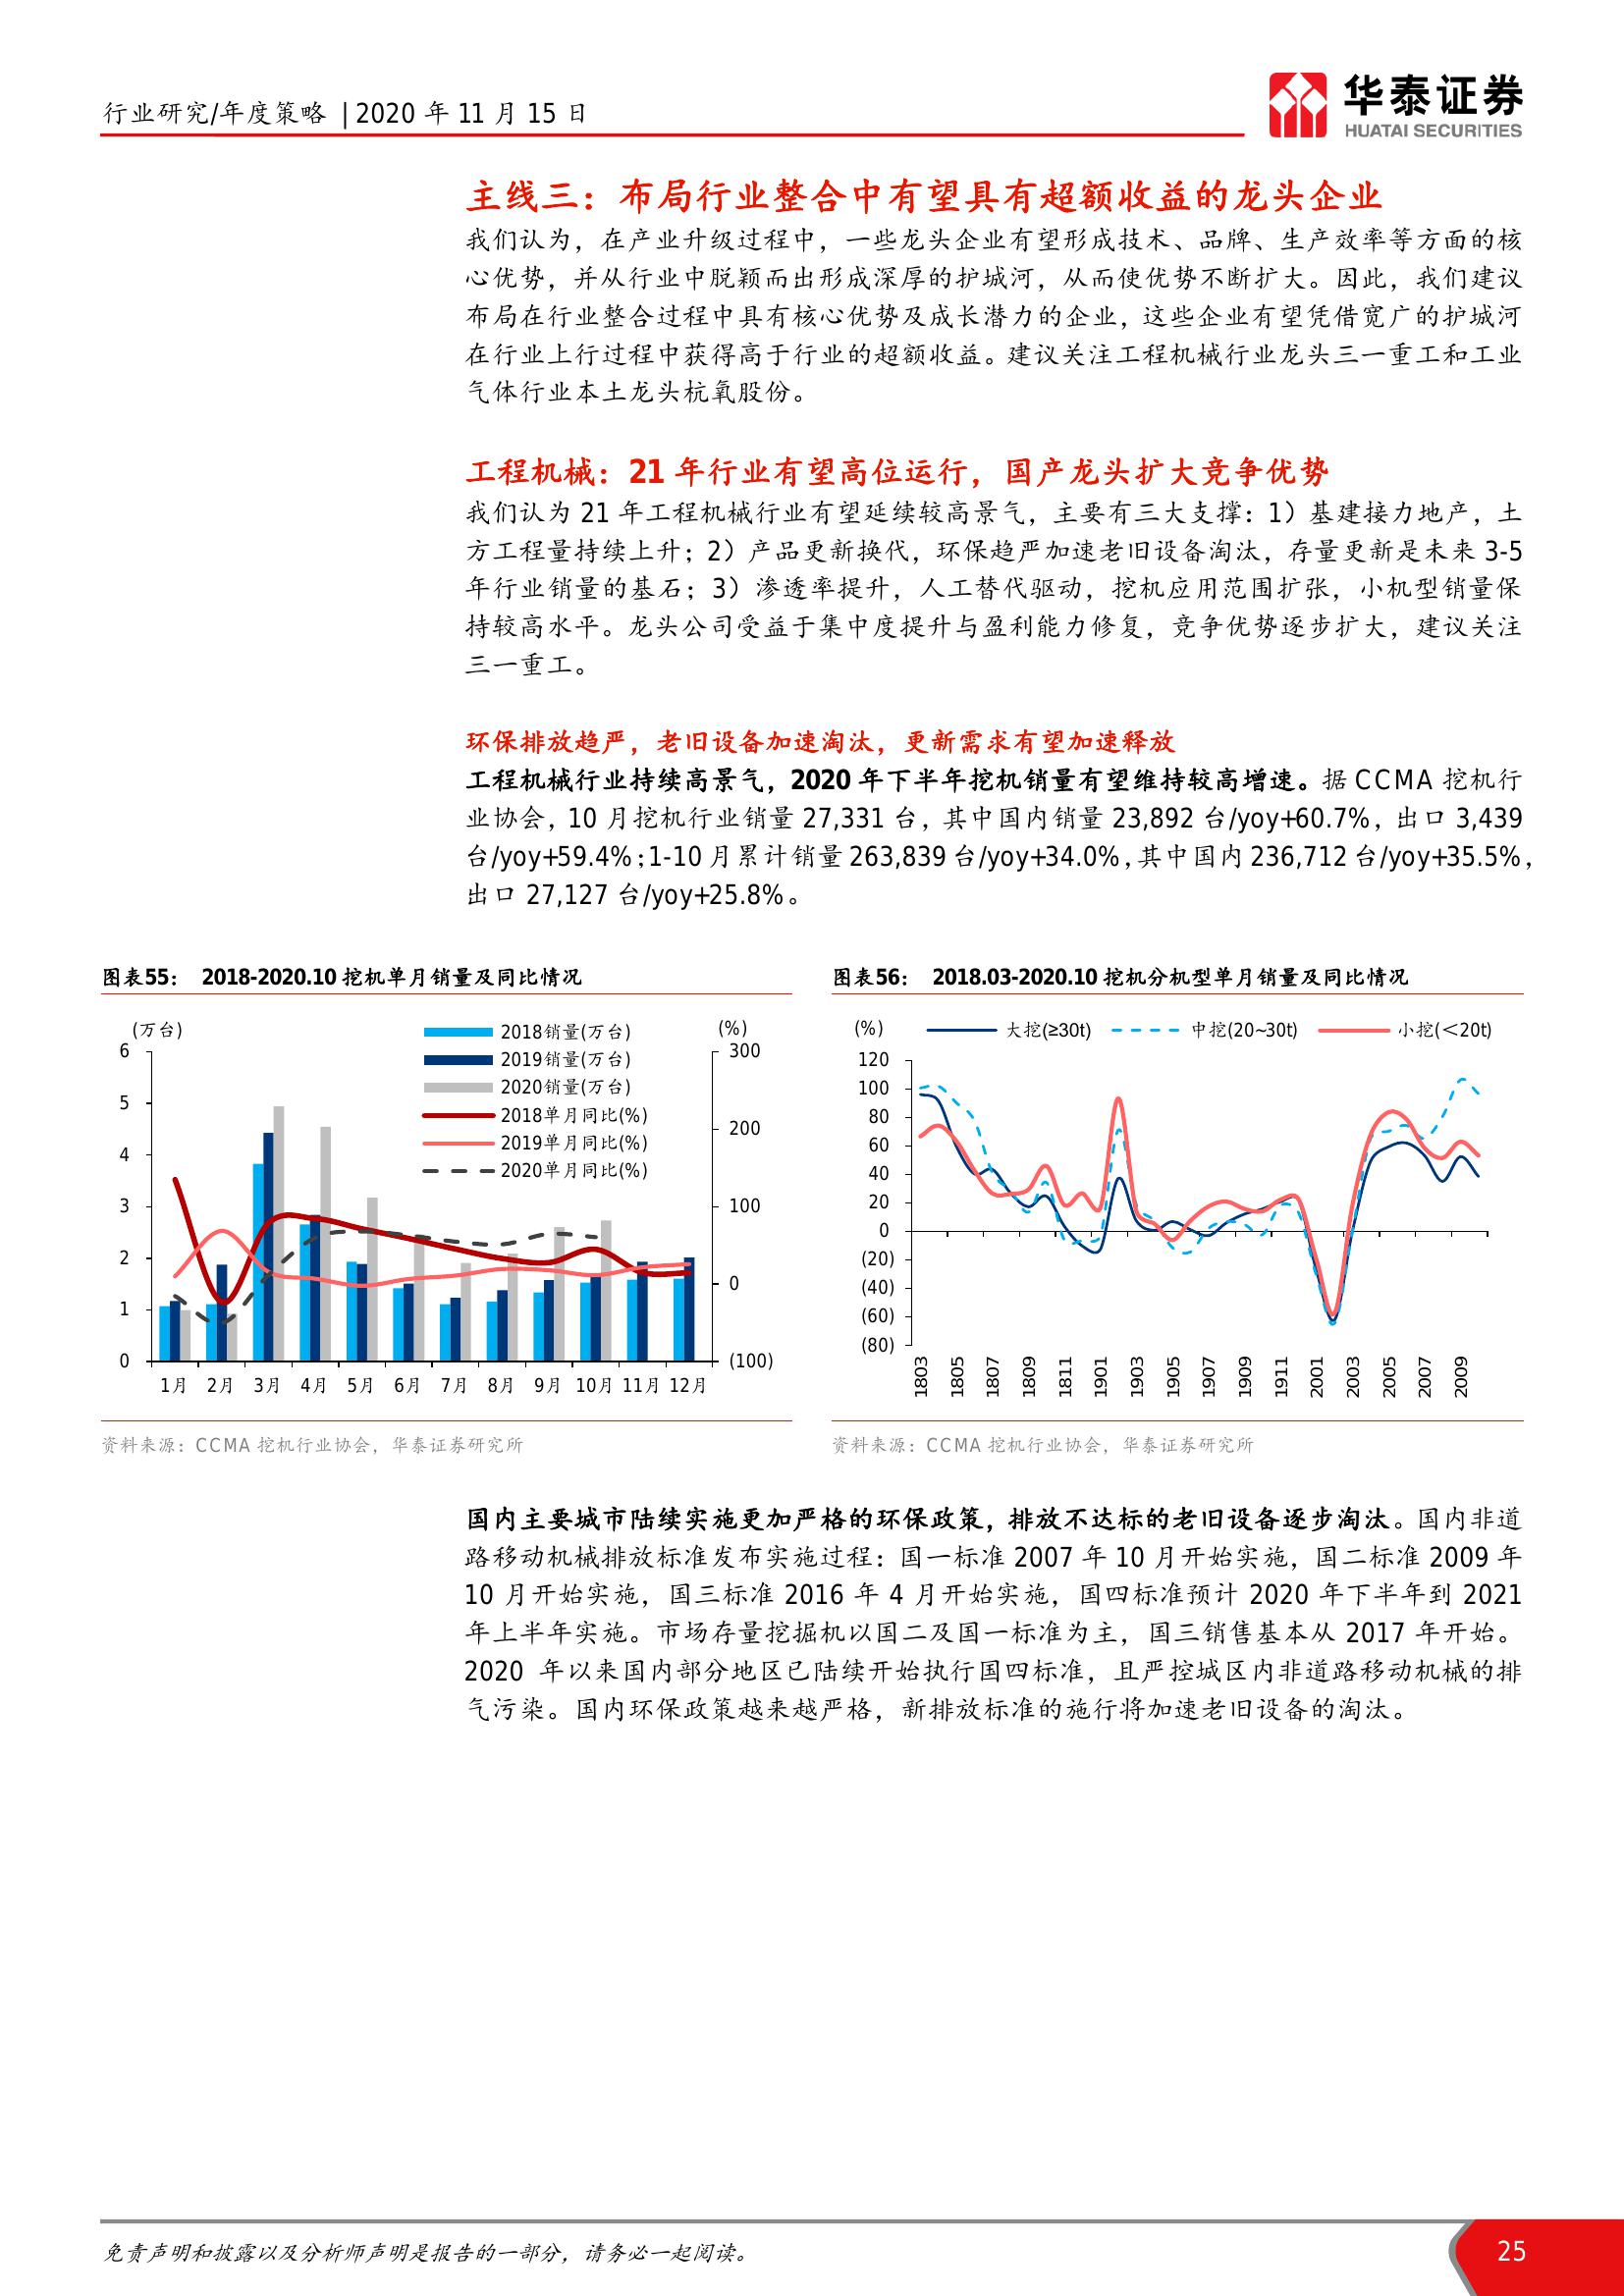 行业研究/年度策略 | 2020 年 11 月 15 日
华泰证券
HUATAI SECURITIES
主线三：布局行业整合中有望具有超额收益的龙头企业
我们认为，在产业升级过程中，一些龙头企业有望形成技术、品牌、生产效率等方面的核
心优势，并从行业中脱颖而出形成深厚的护城河，从而使优势不断扩大。因此，我们建议
布局在行业整合过程中具有核心优势及成长潜力的企业，这些企业有望凭借宽广的护城河
在行业上行过程中获得高于行业的超额收益。建议关注工程机械行业龙头三一重工和工业
气体行业本土龙头杭氧股份。
工程机械：21 年行业有望高位运行，国产龙头扩大竞争优势
我们认为 21 年工程机械行业有望延续较高景气，主要有三大支撑：1）基建接力地产，土
方工程量持续上升；2）产品更新换代，环保趋严加速老旧设备淘汰，存量更新是未来 3-5
年行业销量的基石；3）渗透率提升，人工替代驱动，挖机应用范围扩张，小机型销量保
持较高水平。龙头公司受益于集中度提升与盈利能力修复，竞争优势逐步扩大，建议关注
三一重工。
环保排放趋严，老旧设备加速淘汰，更新需求有望加速释放
工程机械行业持续高景气，2020 年下半年挖机销量有望维持较高增速。据 CCMA 挖机行
业协会，10 月挖机行业销量 27,331 台，其中国内销量 23,892 台/yoy+60.7%，出口 3,439
台/yoy+59.4%；1-10 月累计销量 263,839 台/yoy+34.0%，其中国内 236,712 台/yoy+35.5%，
出口 27,127 台/yoy+25.8%。
图表55： 2018-2020.10 挖机单月销量及同比情况
(万台)
(%)
2018销量(万台)
2019销量(万台)
2020销量(万台)
2018单月同比(%)
2019单月同比(%)
2020单月同比(%)
6
5
4
3
2
1
0
300
200
100
0
(100)
1月 2月 3月 4月 5月 6月 7月 8月 9月 10月 11月 12月
资料来源：CCMA 挖机行业协会，华泰证券研究所
图表56： 2018.03-2020.10 挖机分机型单月销量及同比情况
(%)
大挖(≥30t) 中挖(20~30t) 小挖(＜20t)
120
100
80
60
40
20
0
(20)
(40)
(60)
(80)
1803 1805 1807 1809 1811 1901 1903 1905 1907 1909 1911 2001 2003 2005 2007 2009
资料来源：CCMA 挖机行业协会，华泰证券研究所
国内主要城市陆续实施更加严格的环保政策，排放不达标的老旧设备逐步淘汰。国内非道
路移动机械排放标准发布实施过程：国一标准 2007 年 10 月开始实施，国二标准 2009 年
10 月开始实施，国三标准 2016 年 4 月开始实施，国四标准预计 2020 年下半年到 2021
年上半年实施。市场存量挖掘机以国二及国一标准为主，国三销售基本从 2017 年开始。
2020 年以来国内部分地区已陆续开始执行国四标准，且严控城区内非道路移动机械的排
气污染。国内环保政策越来越严格，新排放标准的施行将加速老旧设备的淘汰。
免责声明和披露以及分析师声明是报告的一部分，请务必一起阅读。
25